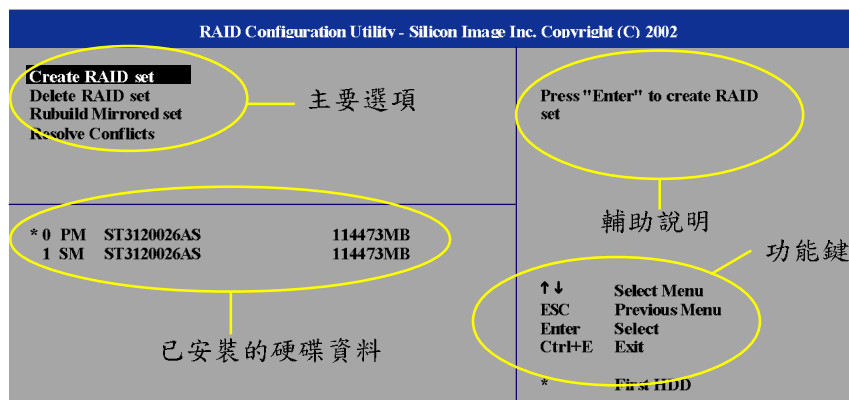 RAID Configuration Utility - Silicon Image Inc. Copyright (C) 2002
Create RAID set
Delete RAID set
Rubuild Mirrored set
Resolve Conflicts
主要選項
Press "Enter" to create RAID
set
輔助說明
* 0 PM ST3120026AS 114473MB
1 SM ST3120026AS 114473MB
已安裝的硬碟資料
功能鍵
↑↓ Select Menu
ESC Previous Menu
Enter Select
Ctrl+E Exit
* First HDD